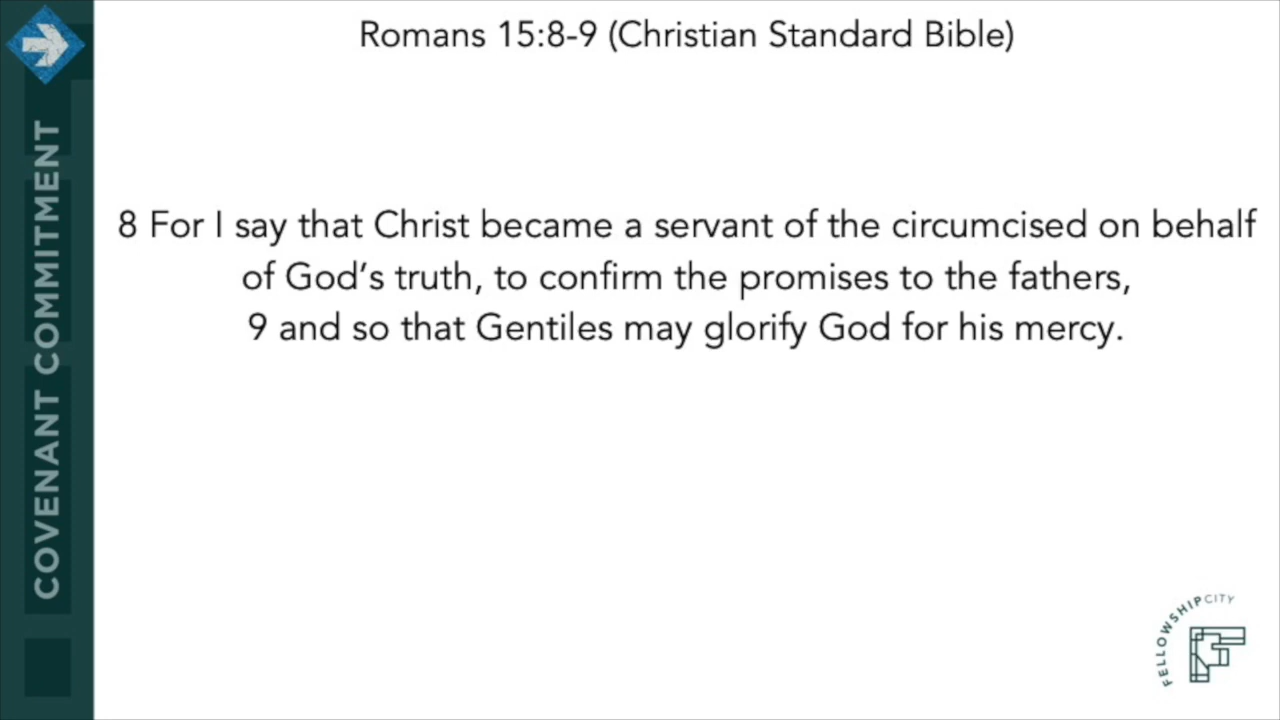 Romans 15:8-9 (Christian Standard Bible)
COVENANT COMMITMENT
8 For I say that Christ became a servant of the circumcised on behalf
of God’s truth, to confirm the promises to the fathers,
9 and so that Gentiles may glorify God for his mercy.
FELLOWSHIPCITY